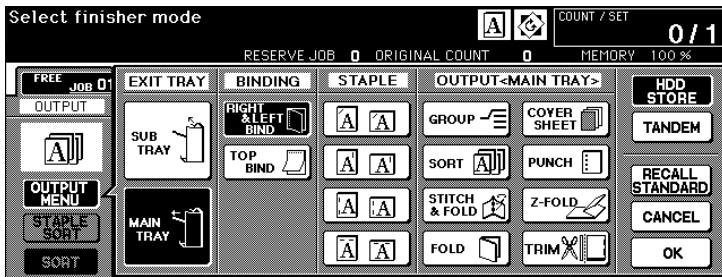 Select finisher mode
COUNT / SET
0/1
RESERVE JOB 0 ORIGINAL COUNT 0 MEMORY 100 %
FREE JOB 01
OUTPUT
OUTPUT
MENU
STAPLE
SORT
SORT
EXIT TRAY
SUB
TRAY
MAIN
TRAY
BINDING
RIGHT
&LEFT
BIND
TOP
BIND
STAPLE
A A
A A
A A
A A
OUTPUT<MAIN TRAY>
GROUP
COVER
SHEET
SORT
PUNCH
STITCH
& FOLD
Z-FOLD
FOLD
TRIM
HDD
STORE
TANDEM
RECALL
STANDARD
CANCEL
OK